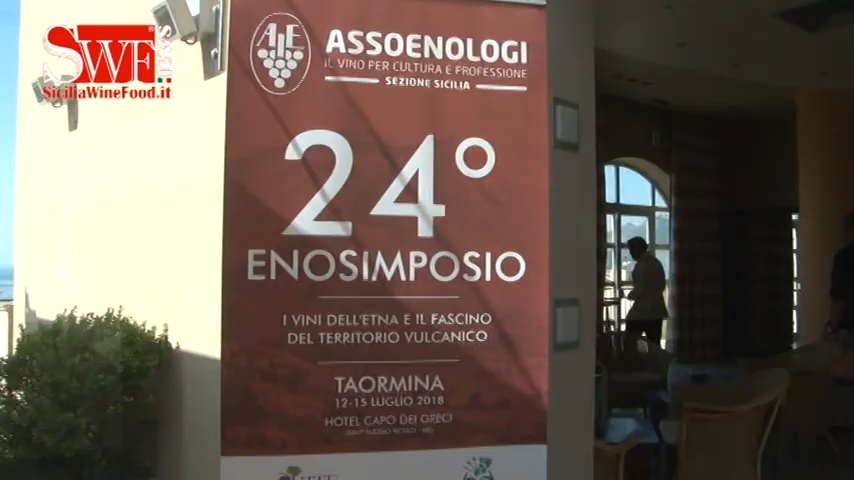 SWF
NEWS
SiciliaWineFood.it
ASSOENOLOGI
IL VINO PER CULTURA E PROFESSIONE
SEZIONE SICILIA
24°
ENOSIMPOSIO
I VINI DELL'ETNA E IL FASCINO
DEL TERRITORIO VULCANICO
TAORMINA
12-15 LUGLIO 2018
HOTEL CAPO DEI GRECI